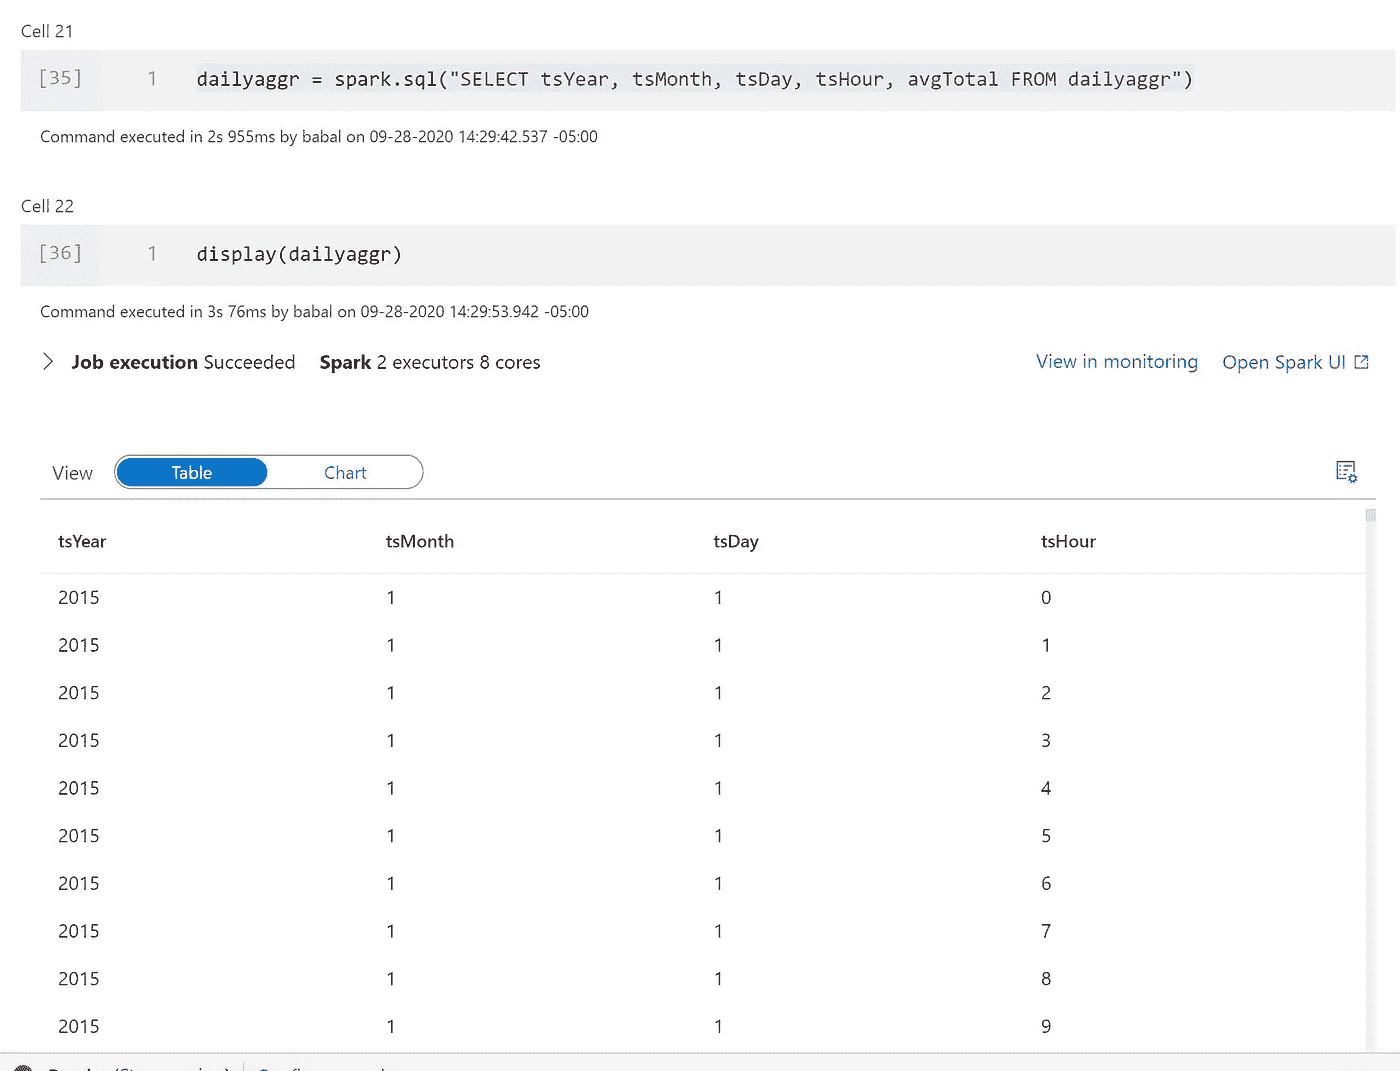 Cell 21
[35] 1 dailyaggr = spark.sql("SELECT tsYear, tsMonth, tsDay, tsHour, avgTotal FROM dailyaggr")
Command executed in 2s 955ms by babal on 09-28-2020 14:29:42.537 -05:00
Cell 22
[36] 1 display(dailyaggr)
Command executed in 3s 76ms by babal on 09-28-2020 14:29:53.942 -05:00
Job execution Succeeded Spark 2 executors 8 cores View in monitoring Open Spark UI
View Table Chart
tsYear tsMonth tsDay tsHour
2015 1 1 0
2015 1 1 1
2015 1 1 2
2015 1 1 3
2015 1 1 4
2015 1 1 5
2015 1 1 6
2015 1 1 7
2015 1 1 8
2015 1 1 9